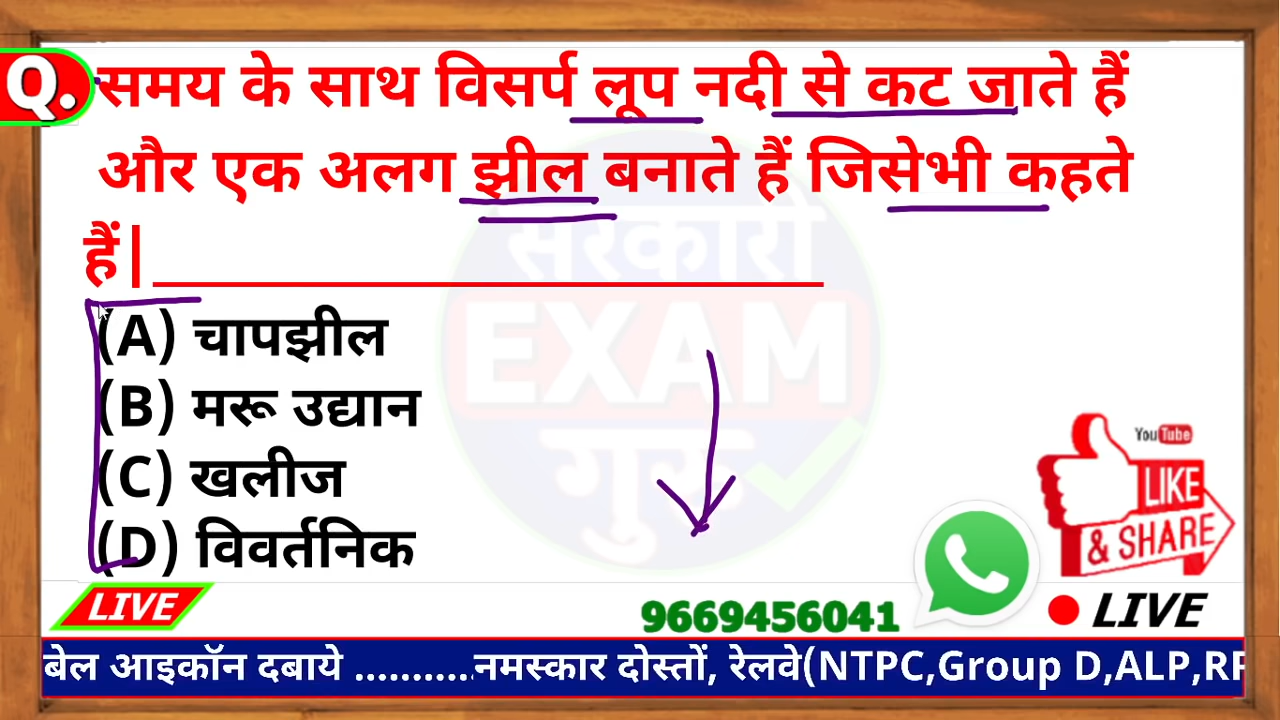 Q. समय के साथ विसर्प लूप नदी से कट जाते हैं
और एक अलग झील बनाते हैं जिसेभी कहते
हैं|______________________
सरकारी
EXAM
गुरु
(A) चापझील
(B) मरू उद्यान
(C) खलीज
(D) विवर्तनिक
YouTube
LIKE
& SHARE
LIVE
9669456041
LIVE
बेल आइकॉन दबाये ...........नमस्कार दोस्तों, रेलवे(NTPC,Group D,ALP,RF